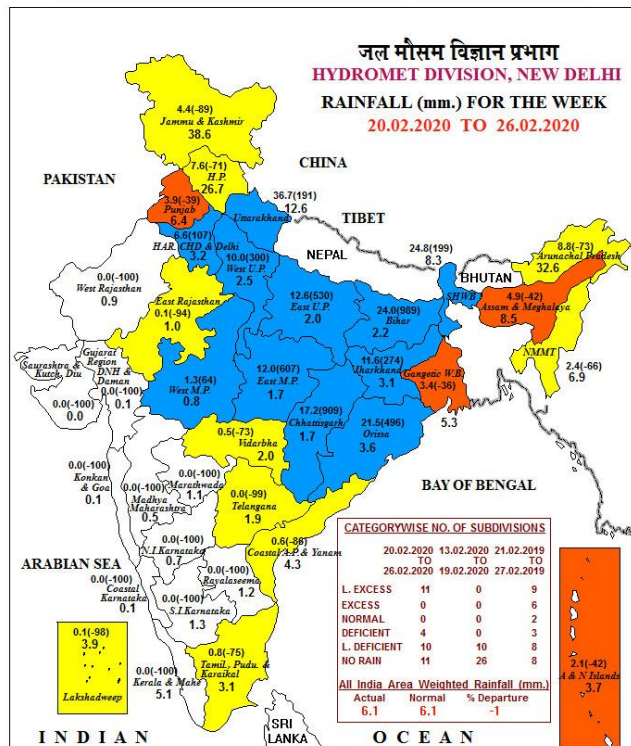 जल मौसम विज्ञान प्रभाग
HYDROMET DIVISION, NEW DELHI
RAINFALL (mm.) FOR THE WEEK
20.02.2020 TO 26.02.2020
4.4(-89)
Jammu & Kashmir
38.6
CHINA
7.6(-71)
H.P.
26.7
PAKISTAN
3.9(-39)
Punjab
6.4
36.7(191)
12.6
Uttarakhand
TIBET
6.6(107)
HAR. CHD & Delhi
3.2
10.0(300)
West U.P.
2.5
NEPAL
24.8(199)
8.3
SHWB
BHUTAN
8.8(-73)
Arunachal Pradesh
32.6
0.0(-100)
West Rajasthan
0.9
East Rajasthan
0.1(-94)
1.0
12.6(530)
East U.P.
2.0
24.0(989)
Bihar
2.2
4.9(-42)
Assam & Meghalaya
8.5
NMMT
2.4(-66)
6.9
Gujarat
Region
DNH &
Daman
0.0(-100)
0.1
Saurashtra &
Kutch, Diu
0.0(-100)
0.0
1.3(64)
West M.P.
0.8
12.0(607)
East M.P.
1.7
11.6(274)
Jharkhand
3.1
Gangetic W.B.
3.4(-36)
5.3
17.2(909)
Chhattisgarh
1.7
21.5(496)
Orissa
3.6
0.5(-73)
Vidarbha
2.0
0.0(-100)
Konkan
& Goa
0.1
0.0(-100)
Madhya
Maharashtra
0.5
0.0(-100)
Marathwada
1.1
0.0(-99)
Telangana
1.9
BAY OF BENGAL
0.6(-86)
Coastal A.P & Yanam
4.3
ARABIAN SEA
0.0(-100)
N.I.Karnataka
0.7
0.0(-100)
Rayalaseema
1.2
0.0(-100)
Coastal
Karnataka
0.1
0.0(-100)
S.I.Karnataka
1.3
0.1(-98)
3.9
Lakshadweep
0.0(-100)
Kerala & Mahe
5.1
0.8(-75)
Tamil, Pudu. &
Karaikal
3.1
CATEGORYWISE NO. OF SUBDIVISIONS
20.02.2020 13.02.2020 21.02.2019
TO TO TO
26.02.2020 19.02.2020 27.02.2019
L. EXCESS 11 0 9
EXCESS 0 0 6
NORMAL 0 0 2
DEFICIENT 4 0 3
L. DEFICIENT 10 10 8
NO RAIN 11 26 8
All India Area Weighted Rainfall (mm.)
Actual Normal % Departure
6.1 6.1 -1
2.1(-42)
A & N Islands
3.7
SRI
LANKA
INDIAN OCEAN